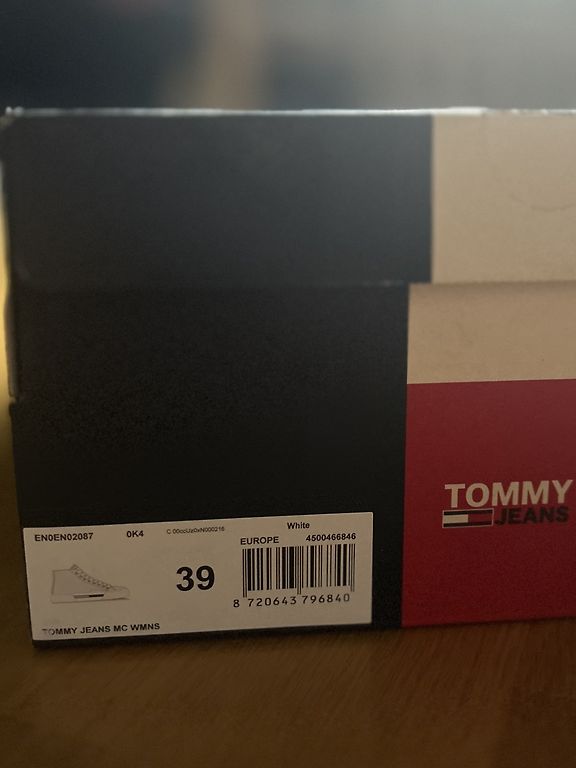 TOMMY
JEANS
EN0EN02087 0K4 White
EUROPE 4500466846
39
8 720643 796840
TOMMY JEANS MC WMNS